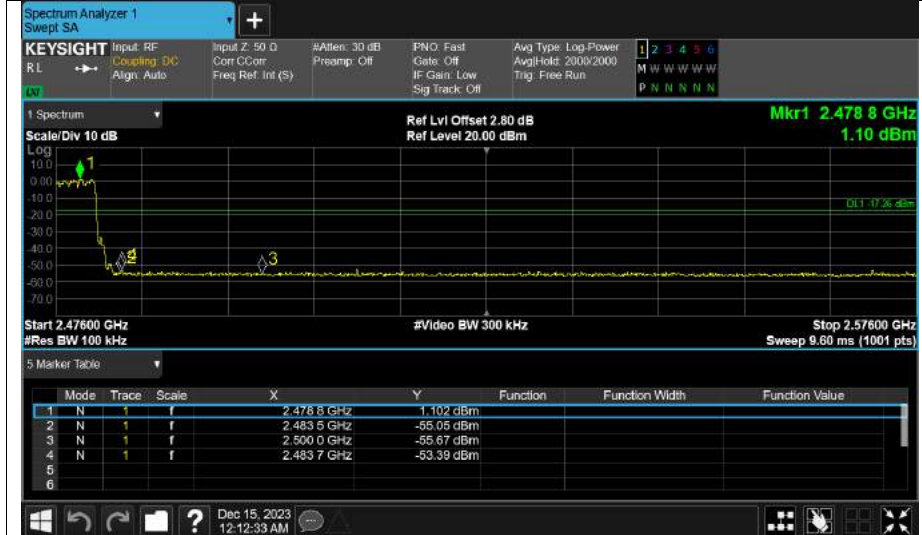 Spectrum Analyzer 1
Swept SA
+
KEYSIGHT
RL
LXI
Input: RF
Coupling: DC
Align: Auto
Input Z: 50 Ω
Corr CCorr
Freq Ref: Int (S)
#Atten: 30 dB
Preamp: Off
PNO: Fast
Gate: Off
IF Gain: Low
Sig Track: Off
Avg Type: Log-Power
Avg|Hold: 2000/2000
Trig: Free Run
1 2 3 4 5 6
M W W W W W
P N N N N N
1 Spectrum
Scale/Div 10 dB
Ref Lvl Offset 2.80 dB
Ref Level 20.00 dBm
Mkr1 2.478 8 GHz
1.10 dBm
Log
10.0
0.00
-10.0
-20.0
-30.0
-40.0
-50.0
-60.0
-70.0
1
2
3
DL1 -17.26 dBm
Start 2.47600 GHz
#Res BW 100 kHz
#Video BW 300 kHz
Stop 2.57600 GHz
Sweep 9.60 ms (1001 pts)
5 Marker Table
Mode Trace Scale X Y Function Function Width Function Value
1 N 1 f 2.478 8 GHz 1.102 dBm
2 N 1 f 2.483 5 GHz -55.05 dBm
3 N 1 f 2.500 0 GHz -55.67 dBm
4 N 1 f 2.483 7 GHz -53.39 dBm
5
6
?
Dec 15, 2023
12:12:33 AM